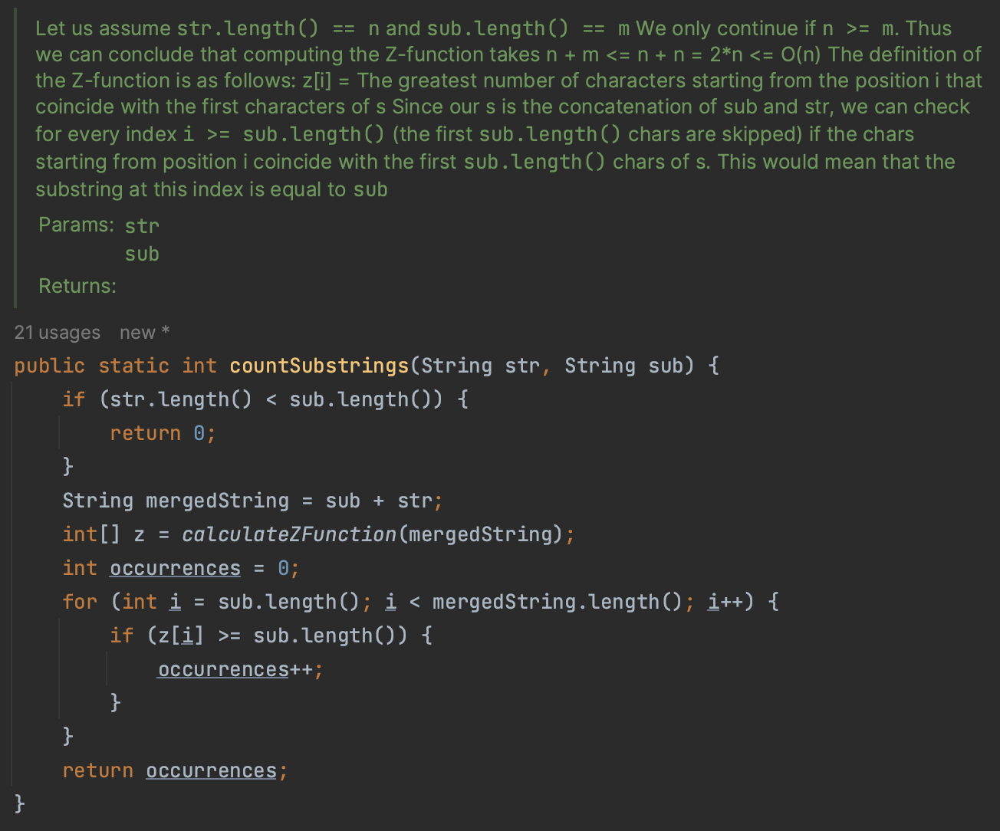 Let us assume str.length() == n and sub.length() == m We only continue if n >= m. Thus
we can conclude that computing the Z-function takes n + m <= n + n = 2*n <= O(n) The definition of
the Z-function is as follows: z[i] = The greatest number of characters starting from the position i that
coincide with the first characters of s Since our s is the concatenation of sub and str, we can check
for every index i >= sub.length() (the first sub.length() chars are skipped) if the chars
starting from position i coincide with the first sub.length() chars of s. This would mean that the
substring at this index is equal to sub
Params: str
sub
Returns:
21 usages new *
public static int countSubstrings(String str, String sub) {
if (str.length() < sub.length()) {
return 0;
}
String mergedString = sub + str;
int[] z = calculateZFunction(mergedString);
int occurrences = 0;
for (int i = sub.length(); i < mergedString.length(); i++) {
if (z[i] >= sub.length()) {
occurrences++;
}
}
return occurrences;
}